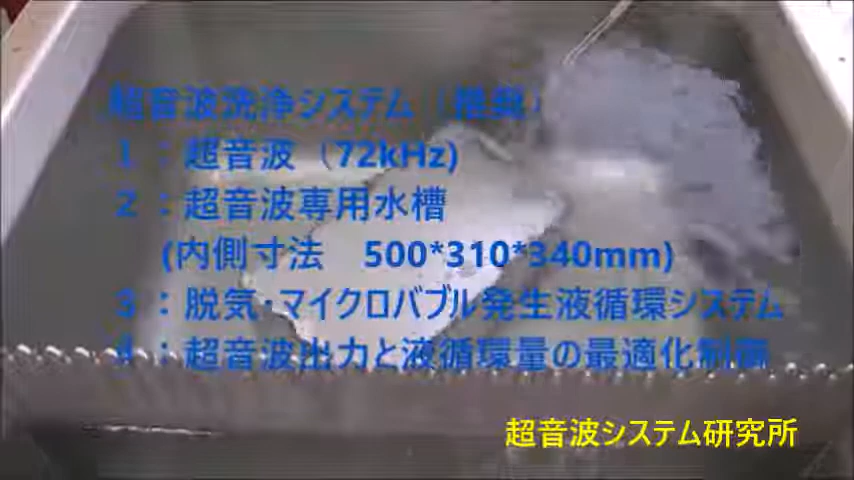 超音波洗浄システム（推奨）
１：超音波（72kHz)
２：超音波専用水槽
(内側寸法　500*310*340mm)
３：脱気・マイクロバブル発生液循環システム
４：超音波出力と液循環量の最適化制御
超音波システム研究所